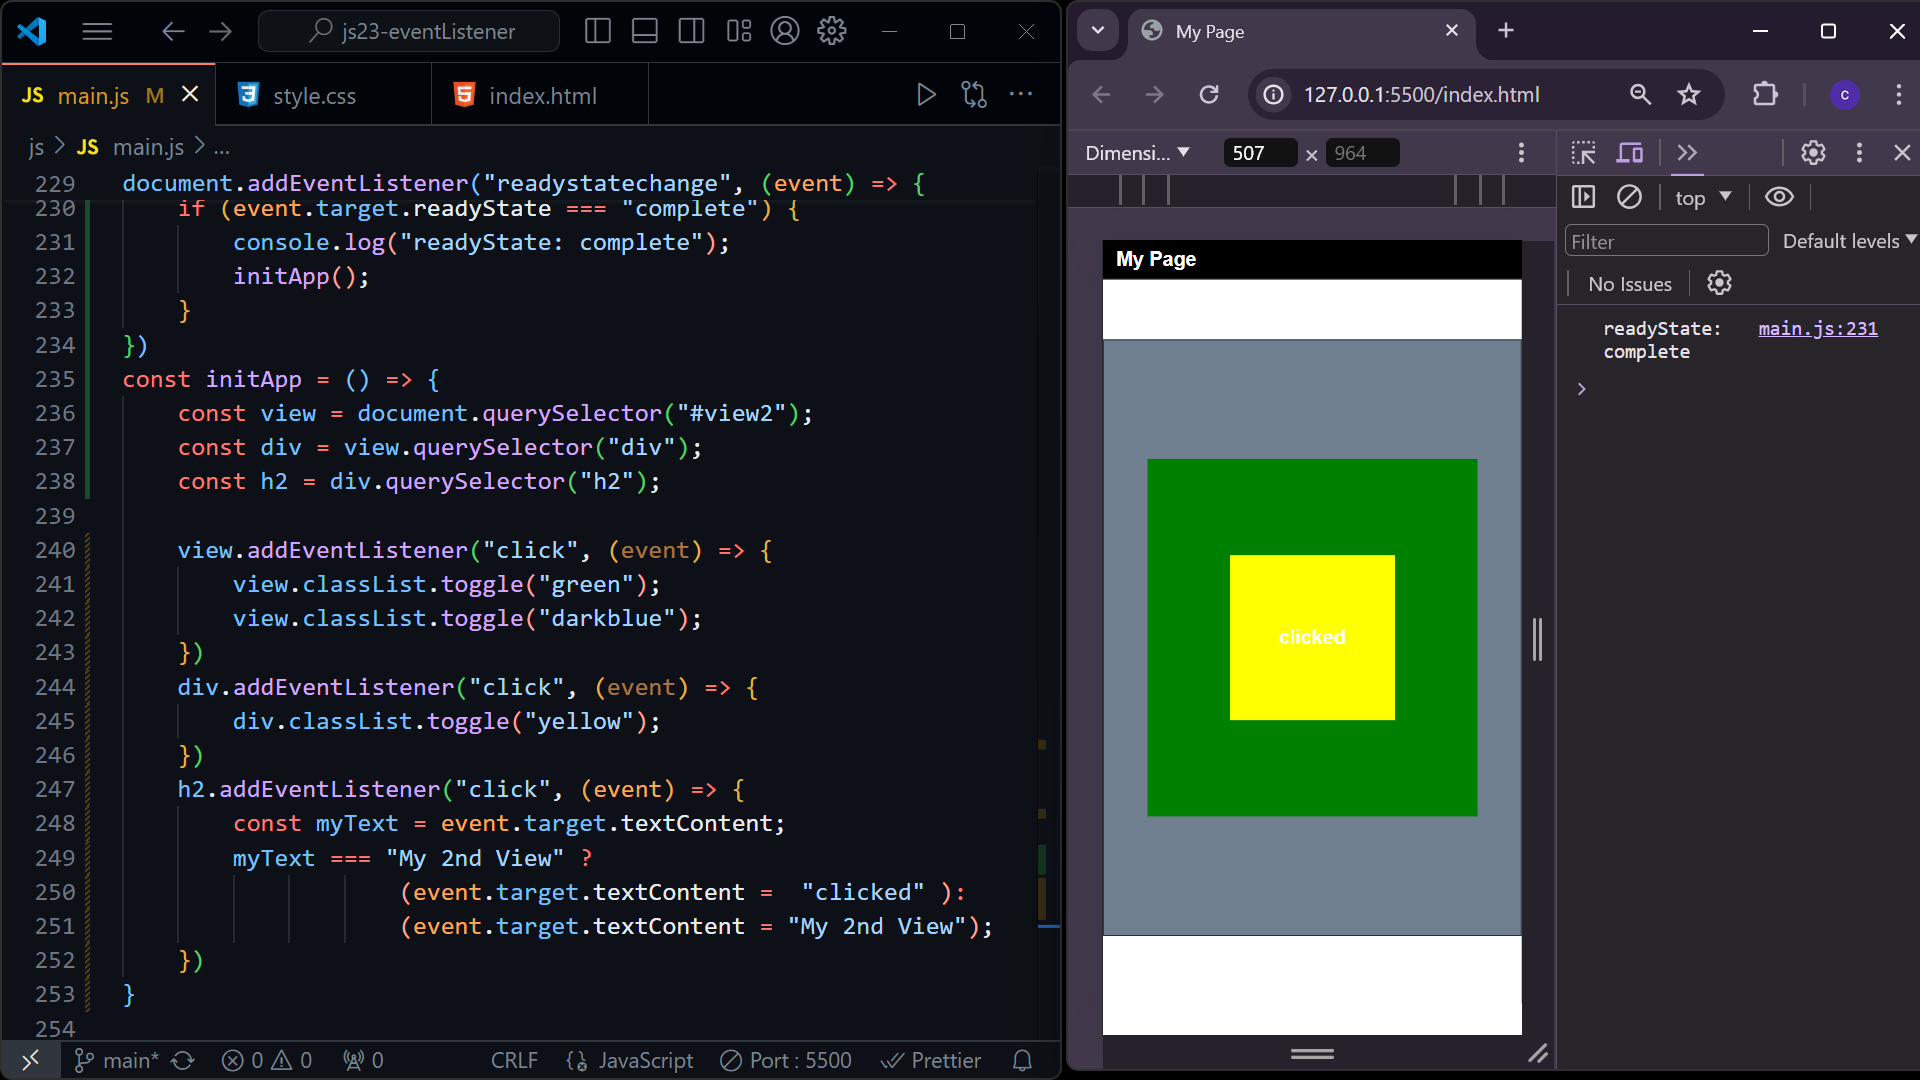 js23-eventListener
JS main.js M
style.css
index.html
js > JS main.js > ...
229 document.addEventListener("readystatechange", (event) => {
230 if (event.target.readyState === "complete") {
231 console.log("readyState: complete");
232 initApp();
233 }
234 })
235 const initApp = () => {
236 const view = document.querySelector("#view2");
237 const div = view.querySelector("div");
238 const h2 = div.querySelector("h2");
239
240 view.addEventListener("click", (event) => {
241 view.classList.toggle("green");
242 view.classList.toggle("darkblue");
243 })
244 div.addEventListener("click", (event) => {
245 div.classList.toggle("yellow");
246 })
247 h2.addEventListener("click", (event) => {
248 const myText = event.target.textContent;
249 myText === "My 2nd View" ?
250 (event.target.textContent =  "clicked" ):
251 (event.target.textContent = "My 2nd View");
252 })
253 }
254
main* 0 0 0 CRLF {} JavaScript Port : 5500 Prettier
My Page
127.0.0.1:5500/index.html
c
Dimensi... 507 × 964
top
Filter
Default levels
No Issues
readyState: main.js:231
complete
My Page
clicked